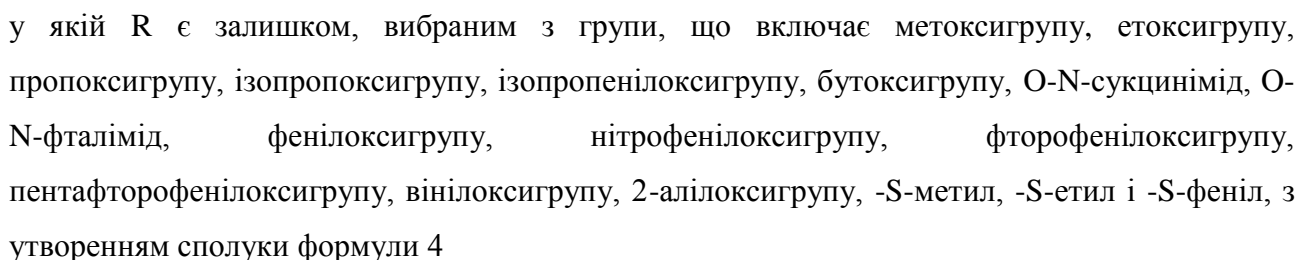 у якій R є залишком, вибраним з групи, що включає метоксигрупу, етоксигрупу,
пропоксигрупу, ізопропоксигрупу, ізопропенілоксигрупу, бутоксигрупу, O-N-сукцинімід, O-
N-фталімід, фенілоксигрупу, нітрофенілоксигрупу, фторофенілоксигрупу,
пентафторофенілоксигрупу, вінілоксигрупу, 2-алілоксигрупу, -S-метил, -S-етил і -S-феніл, з
утворенням сполуки формули 4